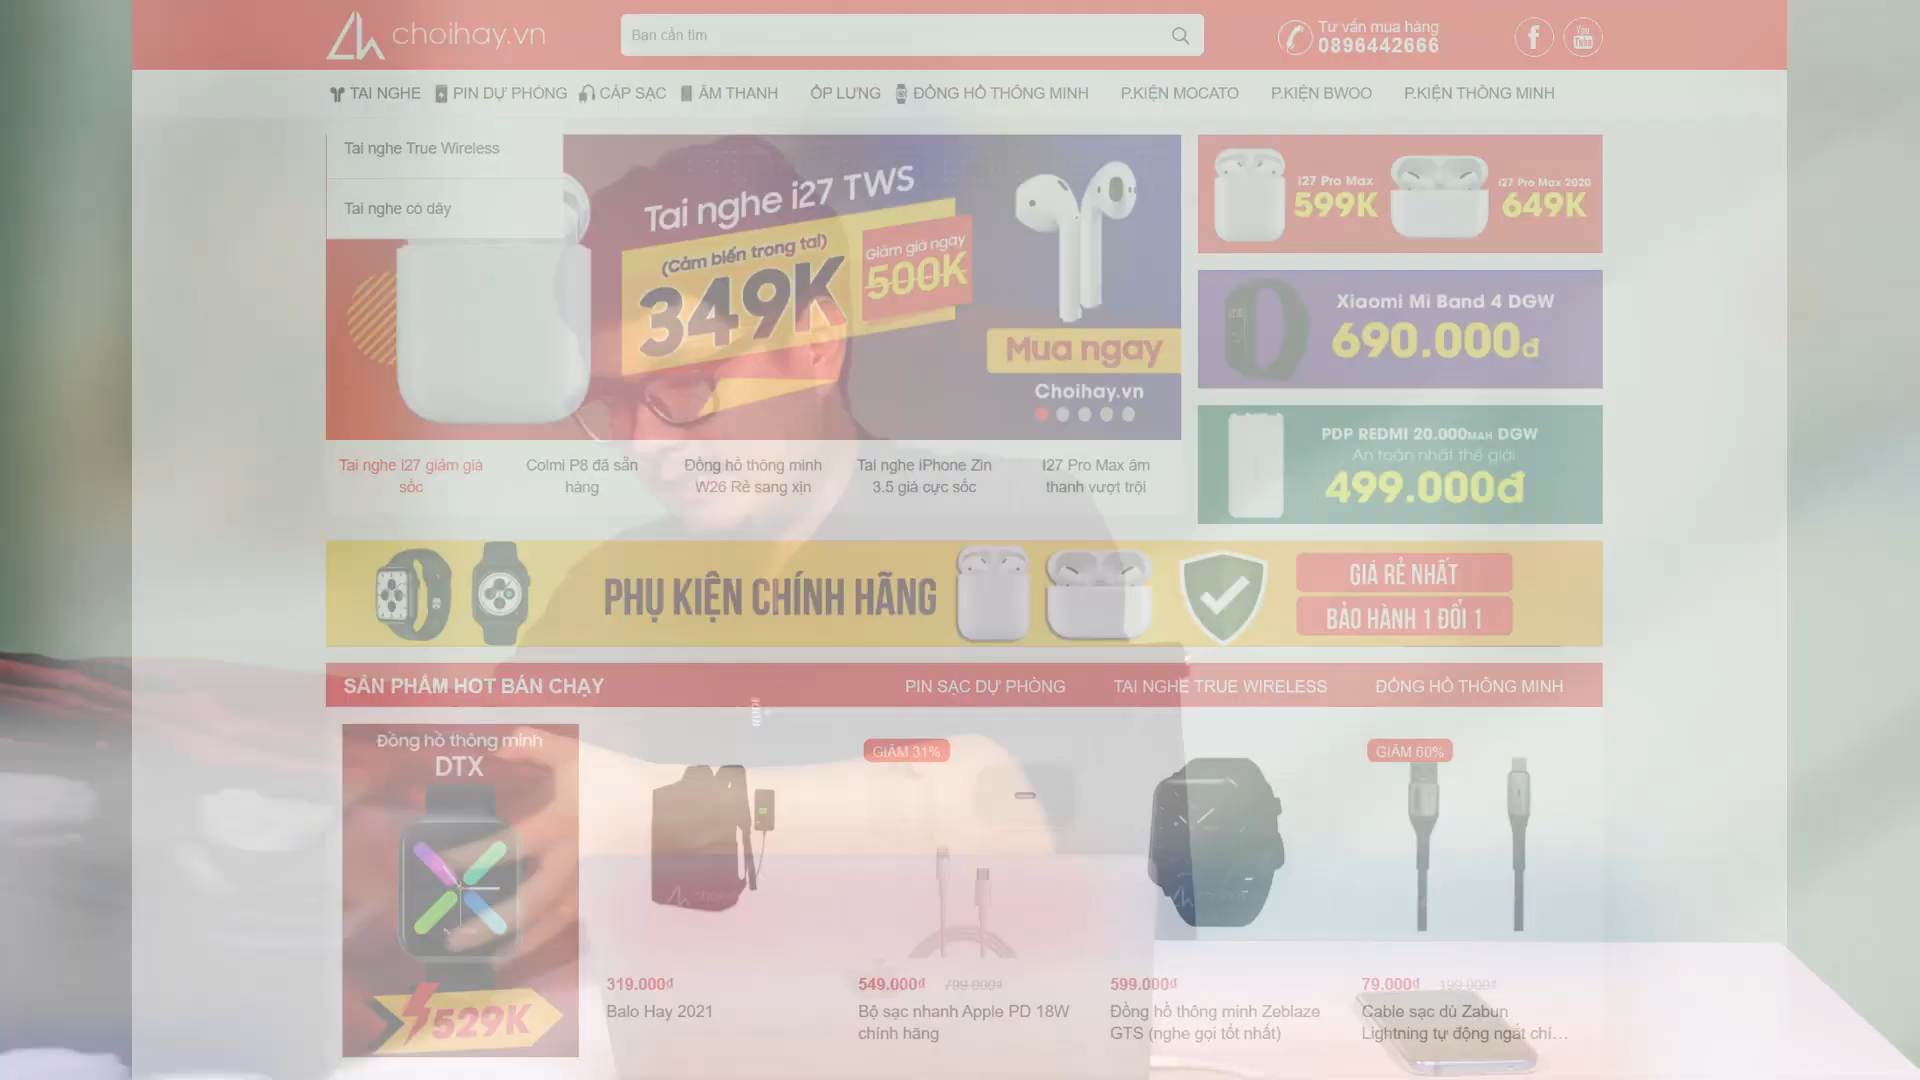 choihay.vn
Bạn cần tìm
Tư vấn mua hàng
0896442666
f
You
Tube
TAI NGHE
PIN DỰ PHÒNG
CÁP SẠC
ÂM THANH
ỐP LƯNG
ĐỒNG HỒ THÔNG MINH
P.KIỆN MOCATO
P.KIỆN BWOO
P.KIỆN THÔNG MINH
Tai nghe True Wireless
Tai nghe có dây
Tai nghe i27 TWS
(Cảm biến trong tai)
349K
Giảm giá ngay
500K
Mua ngay
Choihay.vn
i27 Pro Max
599K
i27 Pro Max 2020
649K
Xiaomi Mi Band 4 DGW
690.000đ
PDP REDMI 20.000MAH DGW
An toàn nhất thế giới
499.000đ
Tai nghe i27 giảm giá
sốc
Colmi P8 đã sẵn
hàng
Đồng hồ thông minh
W26 Rẻ sang xịn
Tai nghe iPhone Zin
3.5 giá cực sốc
I27 Pro Max âm
thanh vượt trội
PHỤ KIỆN CHÍNH HÃNG
GIÁ RẺ NHẤT
BẢO HÀNH 1 ĐỔI 1
SẢN PHẨM HOT BÁN CHẠY
PIN SẠC DỰ PHÒNG
TAI NGHE TRUE WIRELESS
ĐỒNG HỒ THÔNG MINH
Đồng hồ thông minh
DTX
529K
319.000₫
Balo Hay 2021
GIẢM 31%
549.000₫ 799.000₫
Bộ sạc nhanh Apple PD 18W
chính hãng
599.000₫
Đồng hồ thông minh Zeblaze
GTS (nghe gọi tốt nhất)
GIẢM 60%
79.000₫ 199.000₫
Cable sạc dù Zabun
Lightning tự động ngắt chí…